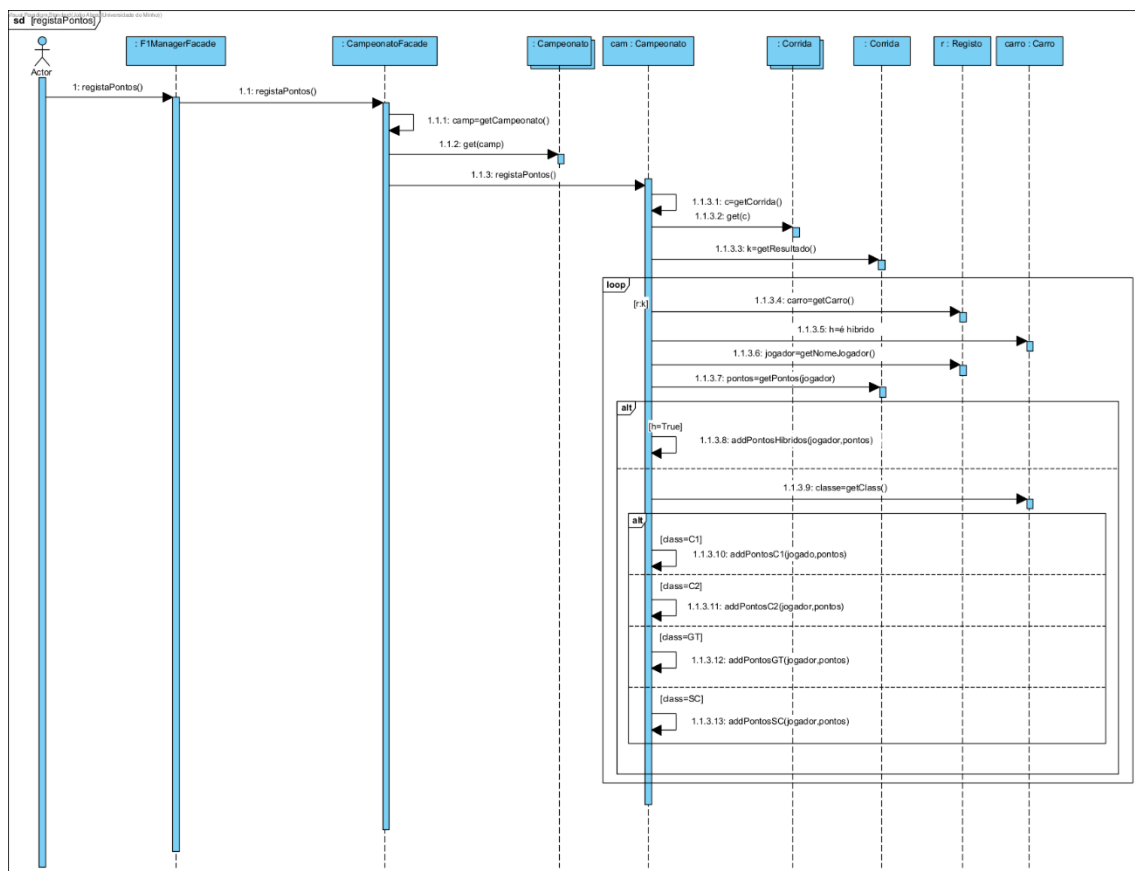 sd [registaPontos]
Actor
: F1ManagerFacade
: CampeonatoFacade
: Campeonato
cam : Campeonato
: Corrida
: Corrida
r : Registo
carro : Carro
1: registaPontos()
1.1: registaPontos()
1.1.1: camp=getCampeonato()
1.1.2: get(camp)
1.1.3: registaPontos()
1.1.3.1: c=getCorrida()
1.1.3.2: get(c)
1.1.3.3: k=getResultado()
loop
[r:k]
1.1.3.4: carro=getCarro()
1.1.3.5: h=é hibrido
1.1.3.6: jogador=getNomeJogador()
1.1.3.7: pontos=getPontos(jogador)
alt
[h=True]
1.1.3.8: addPontosHibridos(jogador,pontos)
1.1.3.9: classe=getClass()
alt
[class=C1]
1.1.3.10: addPontosC1(jogado,pontos)
[class=C2]
1.1.3.11: addPontosC2(jogador,pontos)
[class=GT]
1.1.3.12: addPontosGT(jogador,pontos)
[class=SC]
1.1.3.13: addPontosSC(jogador,pontos)